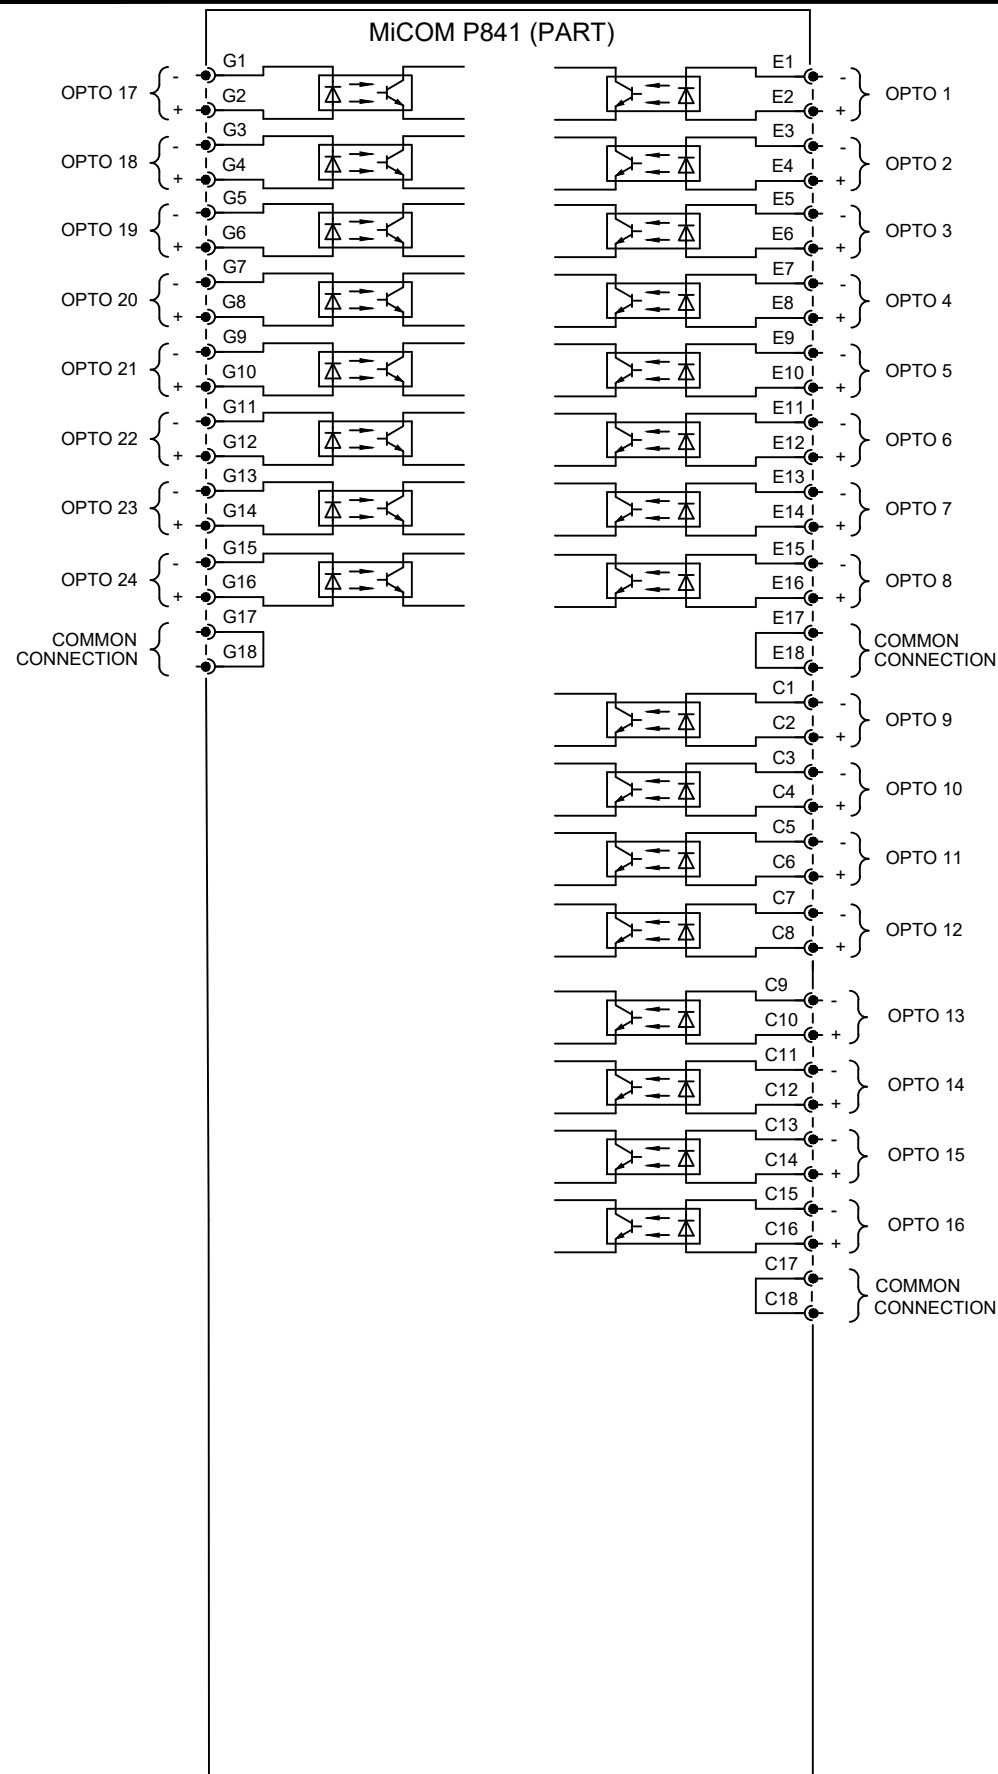 MiCOM P841 (PART)
OPTO 17
-
+
G1
G2
OPTO 18
-
+
G3
G4
OPTO 19
-
+
G5
G6
OPTO 20
-
+
G7
G8
OPTO 21
-
+
G9
G10
OPTO 22
-
+
G11
G12
OPTO 23
-
+
G13
G14
OPTO 24
-
+
G15
G16
COMMON
CONNECTION
G17
G18
E1
E2
-
+
OPTO 1
E3
E4
-
+
OPTO 2
E5
E6
-
+
OPTO 3
E7
E8
-
+
OPTO 4
E9
E10
-
+
OPTO 5
E11
E12
-
+
OPTO 6
E13
E14
-
+
OPTO 7
E15
E16
-
+
OPTO 8
E17
E18
COMMON
CONNECTION
C1
C2
-
+
OPTO 9
C3
C4
-
+
OPTO 10
C5
C6
-
+
OPTO 11
C7
C8
-
+
OPTO 12
C9
C10
-
+
OPTO 13
C11
C12
-
+
OPTO 14
C13
C14
-
+
OPTO 15
C15
C16
-
+
OPTO 16
C17
C18
COMMON
CONNECTION